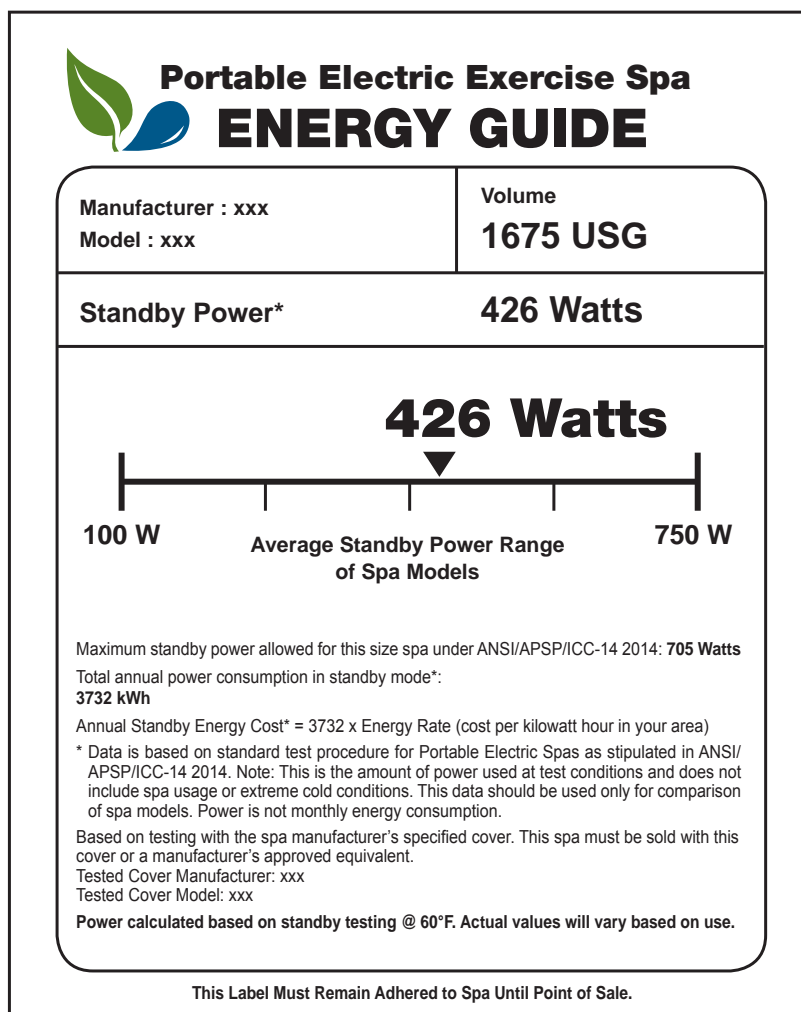 Portable Electric Exercise Spa
ENERGY GUIDE
Manufacturer : xxx
Model : xxx
Volume
1675 USG
Standby Power*
426 Watts
426 Watts
100 W
750 W
Average Standby Power Range
of Spa Models
Maximum standby power allowed for this size spa under ANSI/APSP/ICC-14 2014: 705 Watts
Total annual power consumption in standby mode*:
3732 kWh
Annual Standby Energy Cost* = 3732 x Energy Rate (cost per kilowatt hour in your area)
* Data is based on standard test procedure for Portable Electric Spas as stipulated in ANSI/
APSP/ICC-14 2014. Note: This is the amount of power used at test conditions and does not
include spa usage or extreme cold conditions. This data should be used only for comparison
of spa models. Power is not monthly energy consumption.
Based on testing with the spa manufacturer's specified cover. This spa must be sold with this
cover or a manufacturer's approved equivalent.
Tested Cover Manufacturer: xxx
Tested Cover Model: xxx
Power calculated based on standby testing @ 60°F. Actual values will vary based on use.
This Label Must Remain Adhered to Spa Until Point of Sale.